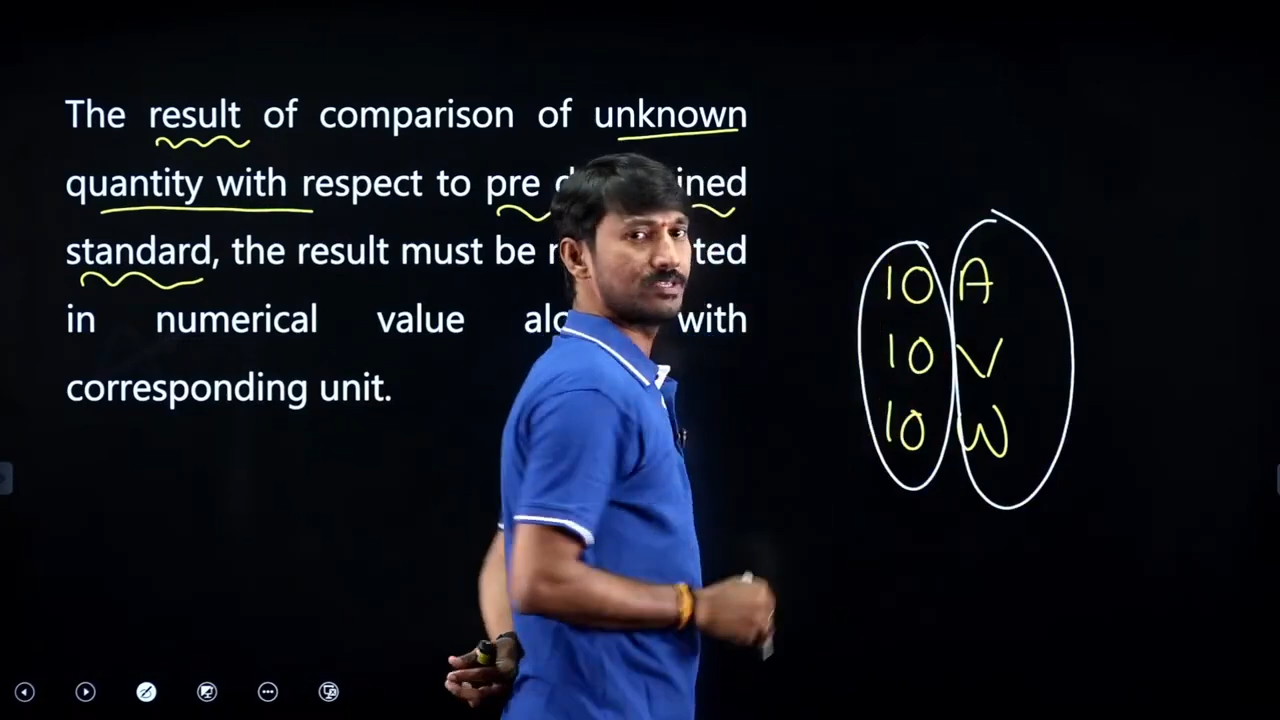 The result of comparison of unknown
quantity with respect to pre
standard, the result must be
in numerical value with
corresponding unit.
10 A
10 V
10 W